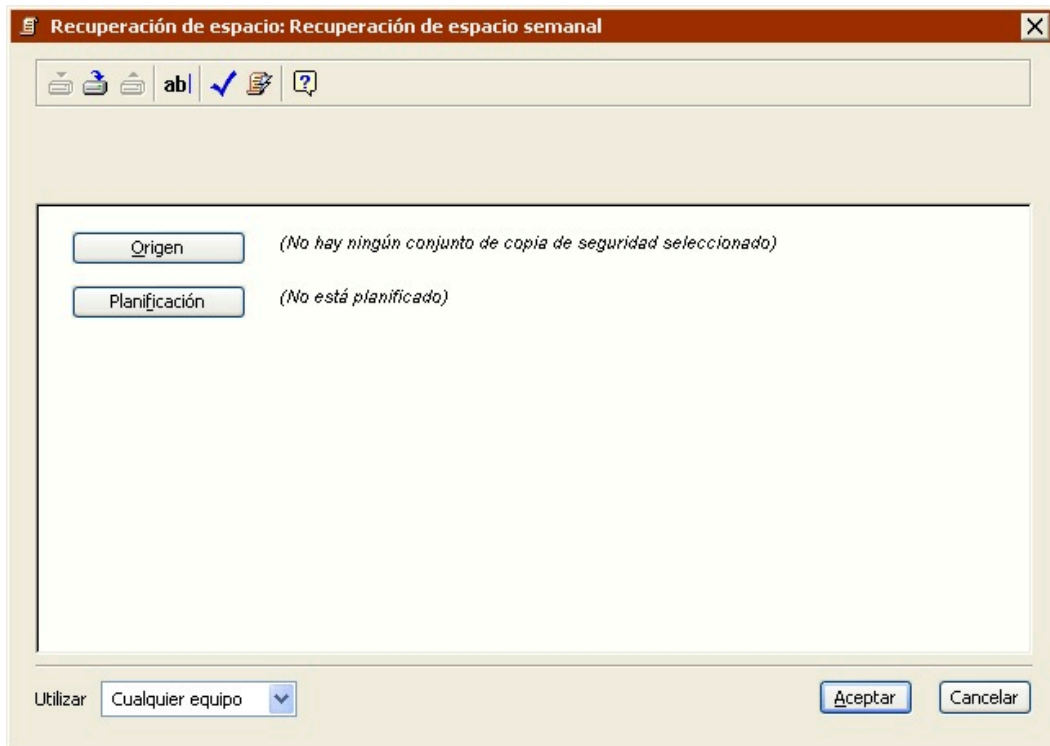 Recuperación de espacio: Recuperación de espacio semanal
ab|
Origen (No hay ningún conjunto de copia de seguridad seleccionado)
Planificación (No está planificado)
Utilizar Cualquier equipo Aceptar Cancelar